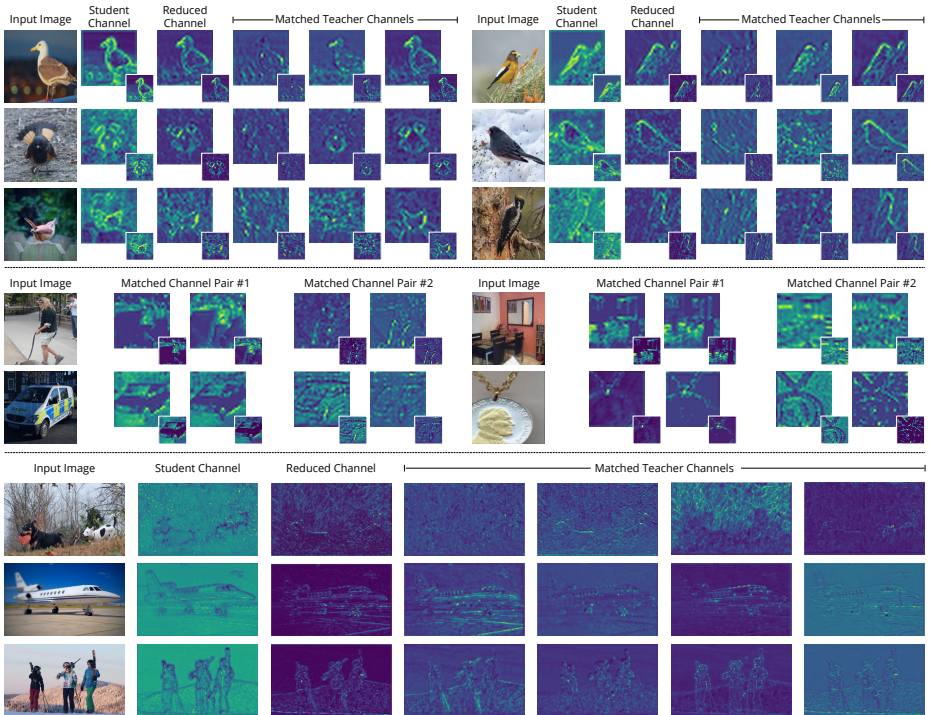 Input Image
Student
Channel
Reduced
Channel
Matched Teacher Channels
Input Image
Student
Channel
Reduced
Channel
Matched Teacher Channels
Input Image
Matched Channel Pair #1
Matched Channel Pair #2
Input Image
Matched Channel Pair #1
Matched Channel Pair #2
Input Image
Student Channel
Reduced Channel
Matched Teacher Channels